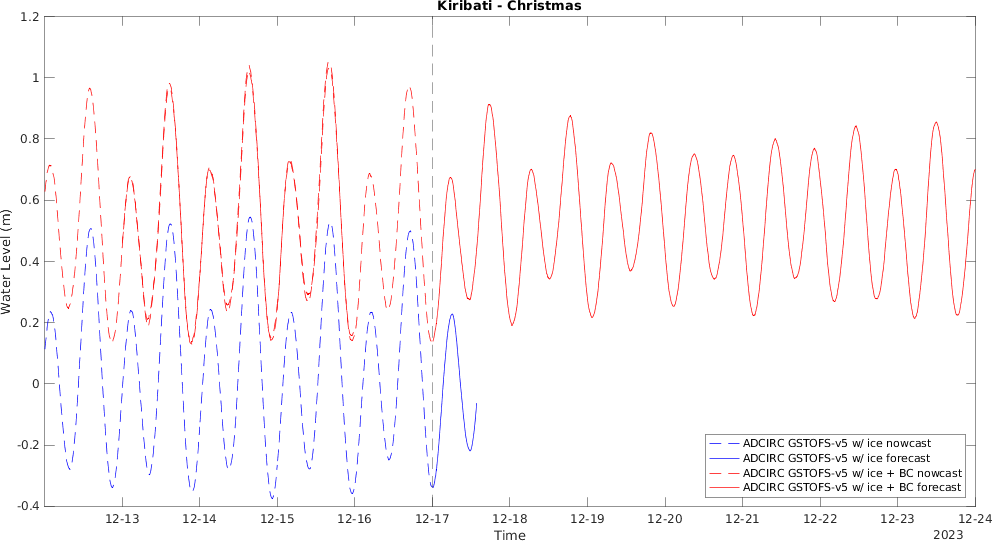 Kiribati - Christmas
1.2
1
0.8
0.6
0.4
0.2
0
-0.2
-0.4
Water Level (m)
ADCIRC GSTOFS-v5 w/ ice nowcast
ADCIRC GSTOFS-v5 w/ ice forecast
ADCIRC GSTOFS-v5 w/ ice + BC nowcast
ADCIRC GSTOFS-v5 w/ ice + BC forecast
12-13 12-14 12-15 12-16 12-17 12-18 12-19 12-20 12-21 12-22 12-23 12-24
Time
2023